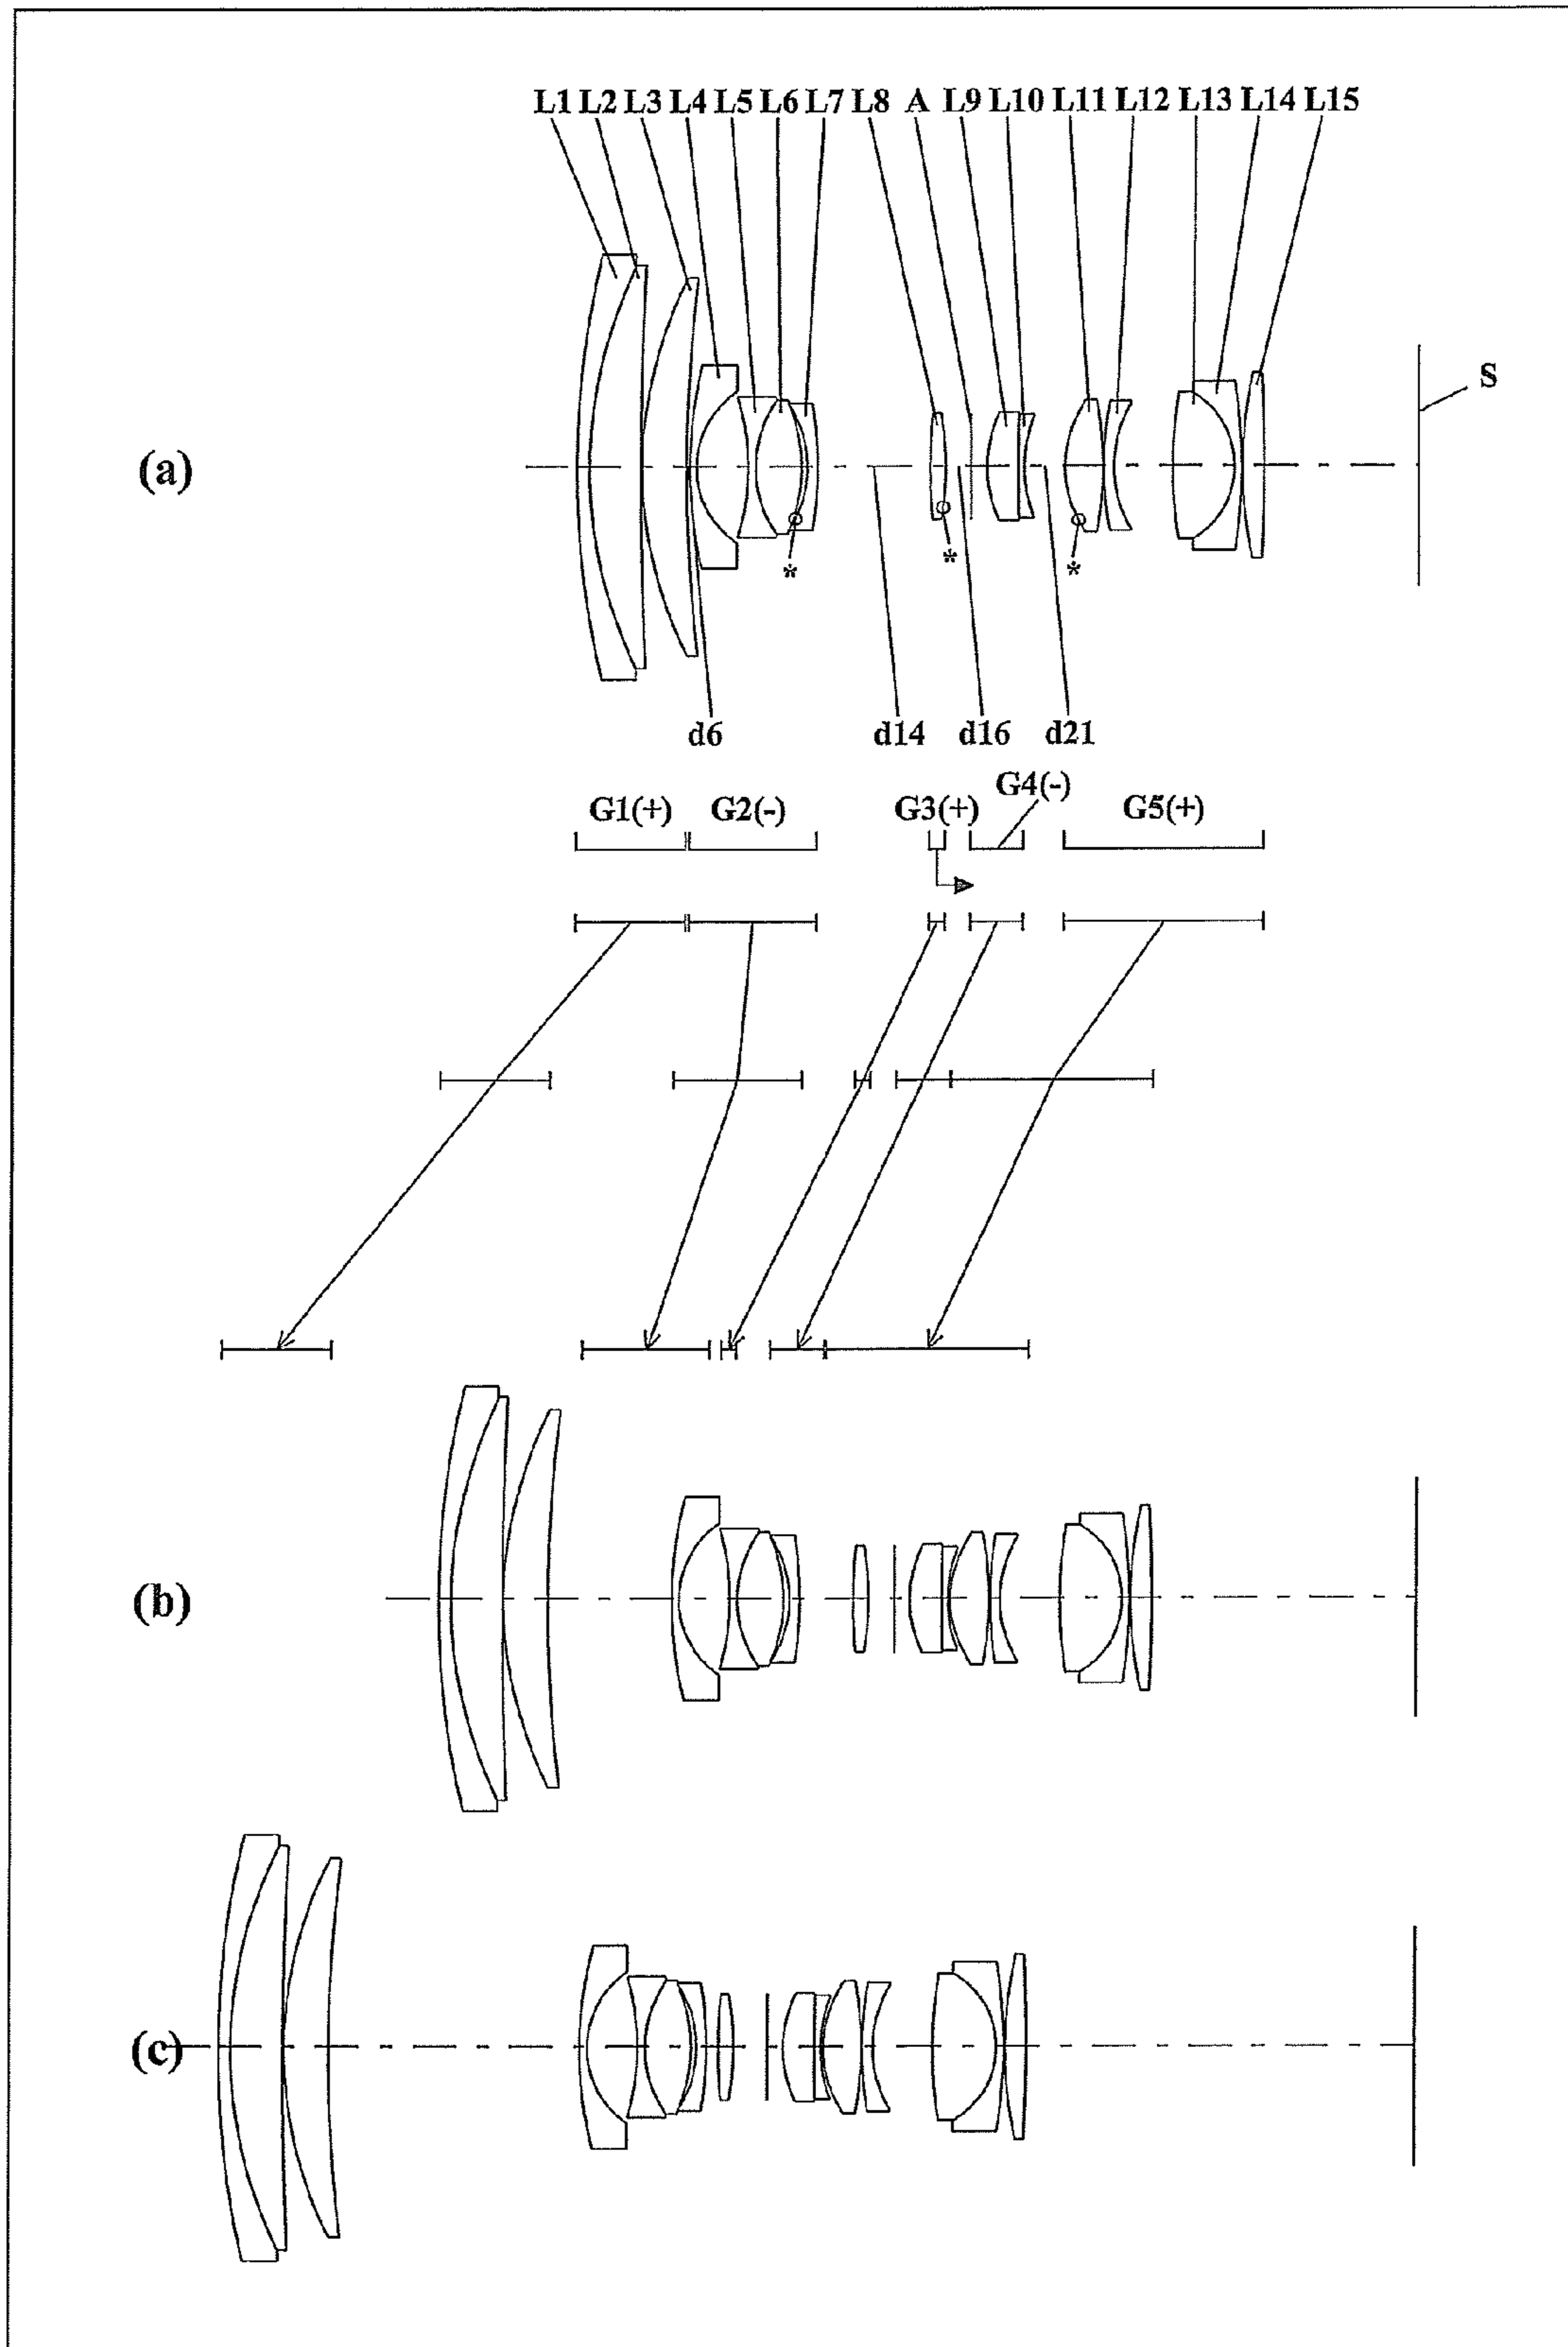 L1 L2 L3 L4 L5 L6 L7 L8 A L9 L10 L11 L12 L13 L14 L15
S
(a)
* * *
d6 d14 d16 d21
G4(-)
G1(+) G2(-) G3(+) G5(+)
(b)
(c)